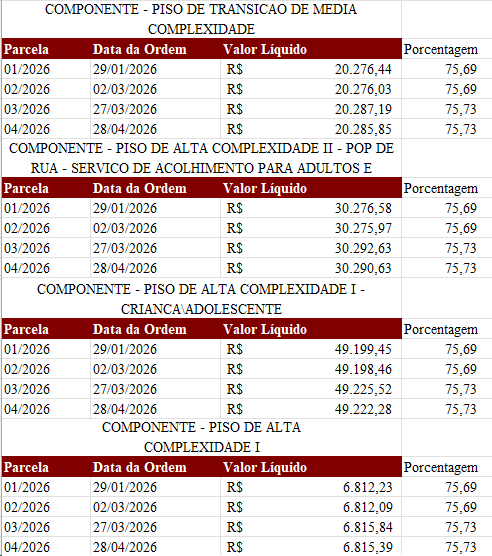 COMPONENTE - PISO DE TRANSICAO DE MEDIA
COMPLEXIDADE
Parcela Data da Ordem Valor Líquido Porcentagem
01/2026 29/01/2026 R$ 20.276,44 75,69
02/2026 02/03/2026 R$ 20.276,03 75,69
03/2026 27/03/2026 R$ 20.287,19 75,73
04/2026 28/04/2026 R$ 20.285,85 75,73
COMPONENTE - PISO DE ALTA COMPLEXIDADE II - POP DE
RUA - SERVICO DE ACOLHIMENTO PARA ADULTOS E
Parcela Data da Ordem Valor Líquido Porcentagem
01/2026 29/01/2026 R$ 30.276,58 75,69
02/2026 02/03/2026 R$ 30.275,97 75,69
03/2026 27/03/2026 R$ 30.292,63 75,73
04/2026 28/04/2026 R$ 30.290,63 75,73
COMPONENTE - PISO DE ALTA COMPLEXIDADE I -
CRIANCA\ADOLESCENTE
Parcela Data da Ordem Valor Líquido Porcentagem
01/2026 29/01/2026 R$ 49.199,45 75,69
02/2026 02/03/2026 R$ 49.198,46 75,69
03/2026 27/03/2026 R$ 49.225,52 75,73
04/2026 28/04/2026 R$ 49.222,28 75,73
COMPONENTE - PISO DE ALTA
COMPLEXIDADE I
Parcela Data da Ordem Valor Líquido Porcentagem
01/2026 29/01/2026 R$ 6.812,23 75,69
02/2026 02/03/2026 R$ 6.812,09 75,69
03/2026 27/03/2026 R$ 6.815,84 75,73
04/2026 28/04/2026 R$ 6.815,39 75,73